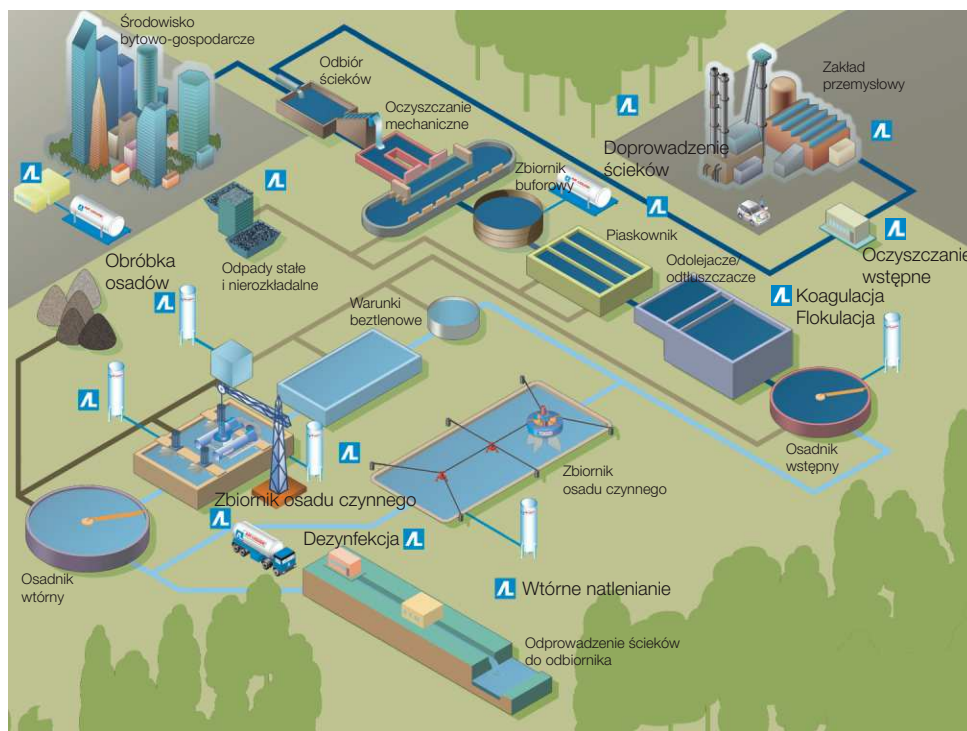 Środowisko
bytowo-gospodarcze
Odbiór
ścieków
Oczyszczanie
mechaniczne
Zakład
przemysłowy
Doprowadzenie
ścieków
Zbiornik
buforowy
Piaskownik
Oczyszczanie
wstępne
Odolejacze/
odtłuszczacze
Obróbka
osadów
Odpady stałe
i nierozkładalne
Koagulacja
Flokulacja
Warunki
beztlenowe
Osadnik
wstępny
Zbiornik
osadu czynnego
Zbiornik osadu czynnego
Dezynfekcja
Osadnik
wtórny
Wtórne natlenianie
Odprowadzenie ścieków
do odbiornika